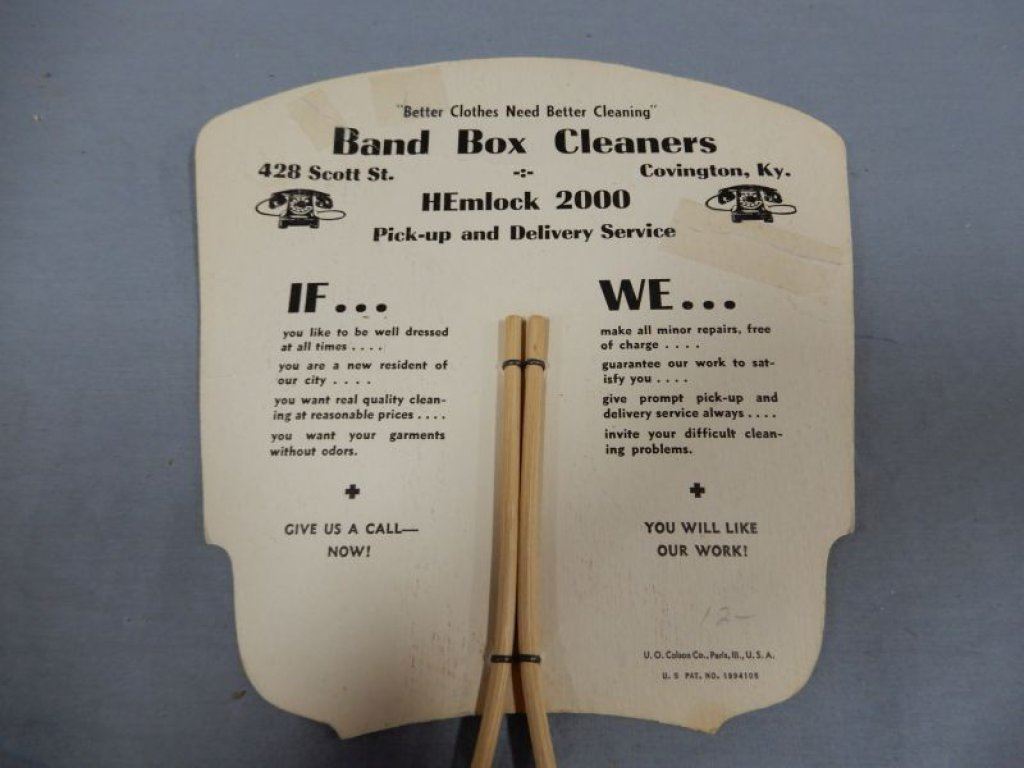 "Better Clothes Need Better Cleaning"
Band Box Cleaners
428 Scott St. -:- Covington, Ky.
HEmlock 2000
Pick-up and Delivery Service
IF...
you like to be well dressed
at all times . . . .
you are a new resident of
our city . . . .
you want real quality clean-
ing at reasonable prices . . . .
you want your garments
without odors.
GIVE US A CALL—
NOW!
WE...
make all minor repairs, free
of charge . . . .
guarantee our work to sat-
isfy you . . . .
give prompt pick-up and
delivery service always . . . .
invite your difficult clean-
ing problems.
YOU WILL LIKE
OUR WORK!
12-
U. O. Colson Co., Paris, Ill., U. S. A.
U. S PAT. NO. 1994105